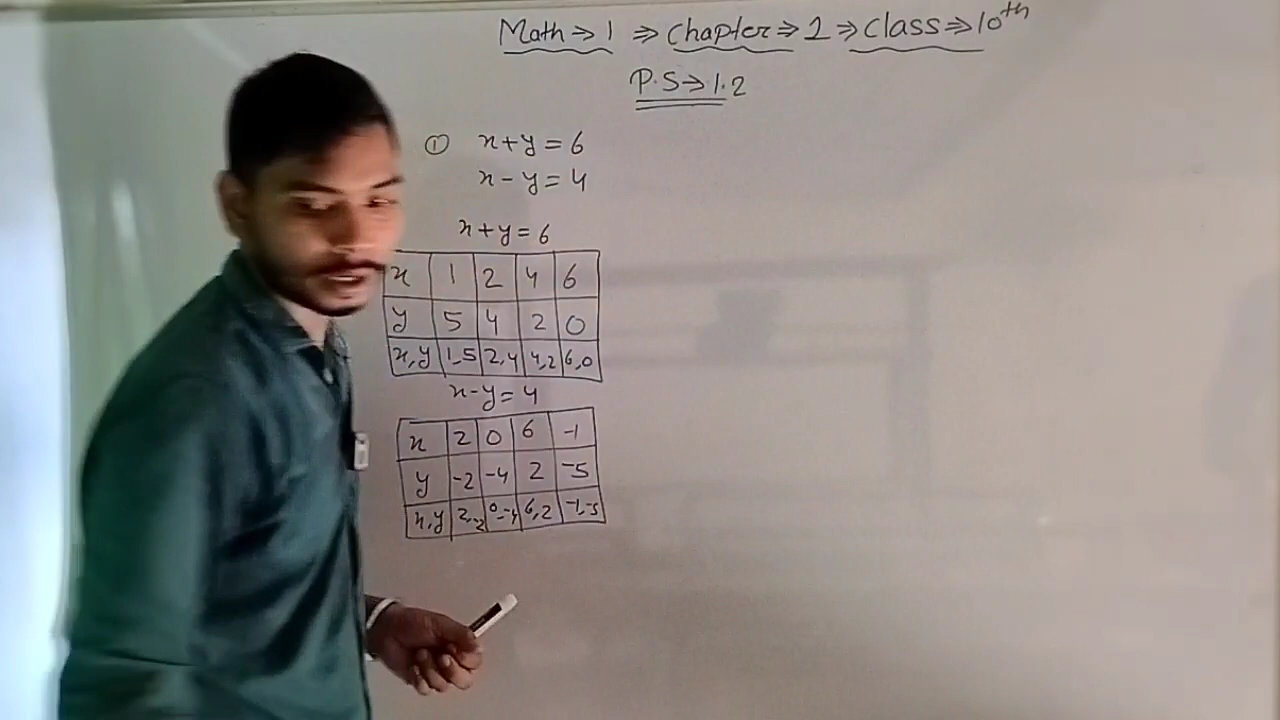 Math → 1 ⇒ Chapter → 1 ⇒ Class ⇒ 10th
P.S → 1.2
① x + y = 6
x - y = 4
x + y = 6
x 1 2 4 6
y 5 4 2 0
x,y 1,5 2,4 4,2 6,0
x - y = 4
x 2 0 6 -1
y -2 -4 2 -5
x,y 2,-2 0,-4 6,2 -1,-5